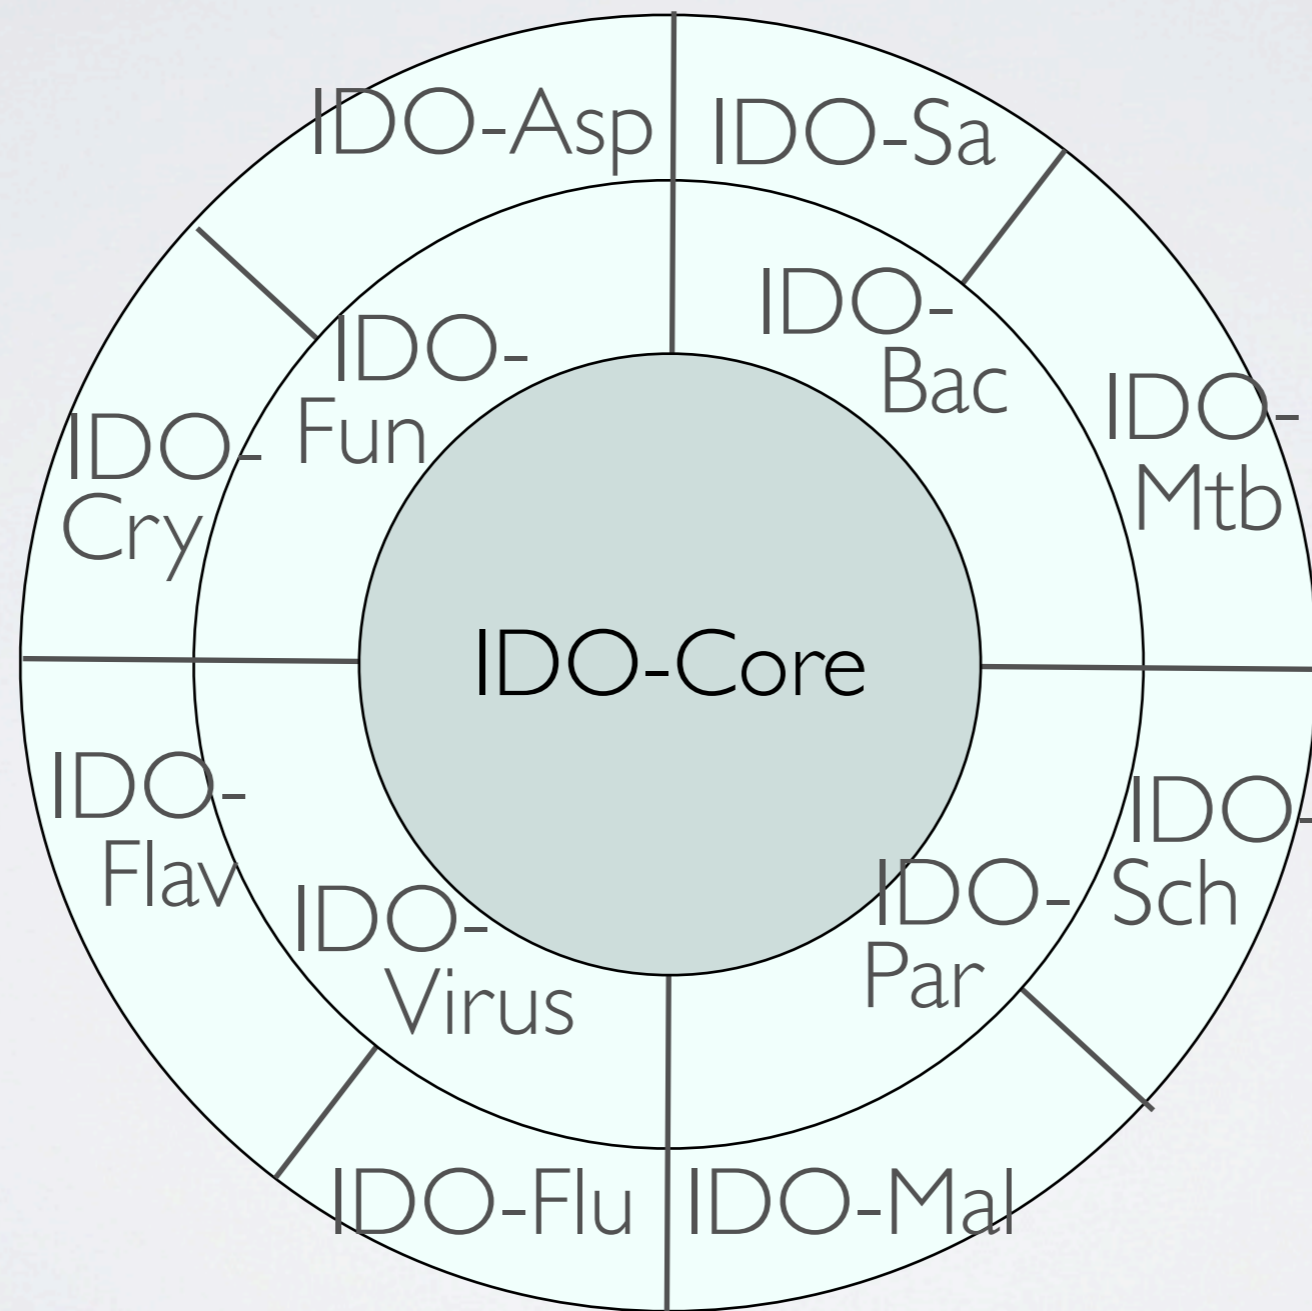 IDO-Asp
IDO-Sa
IDO-
Bac
IDO-
Fun
IDO-
Mtb
IDO-
Cry
IDO-Core
IDO-
Flav
IDO-
Sch
IDO-
Par
IDO-
Virus
IDO-Flu
IDO-Mal